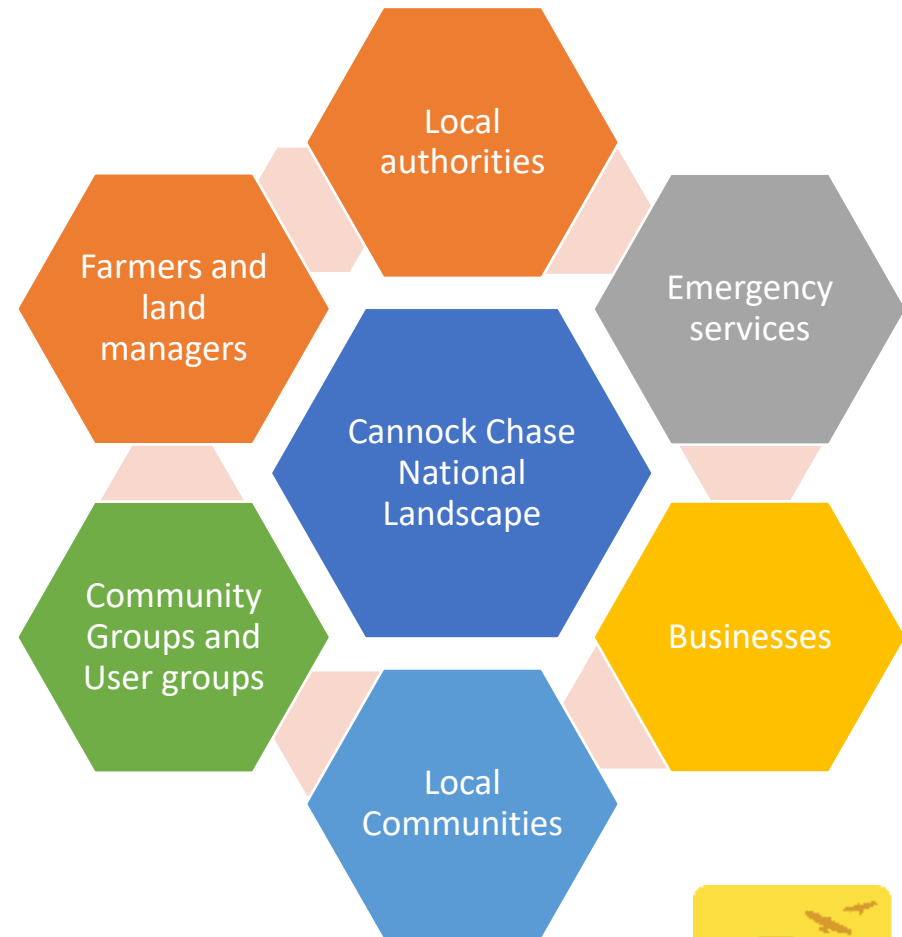 Local
authorities
Farmers and
land
managers
Emergency
services
Cannock Chase
National
Landscape
Community
Groups and
User groups
Businesses
Local
Communities